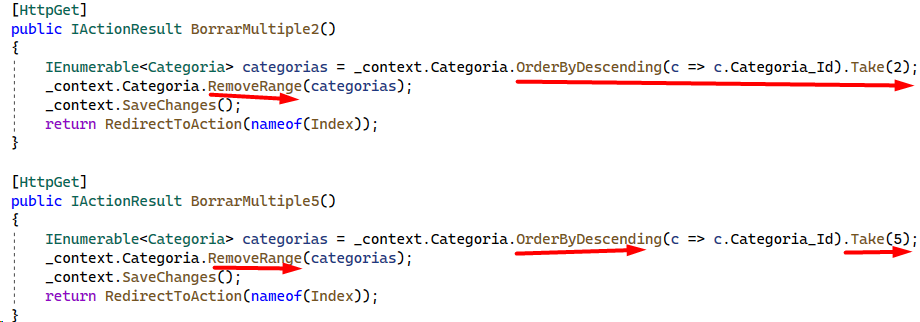 [HttpGet]
public IActionResult BorrarMultiple2()
{
IEnumerable<Categoria> categorias = _context.Categoria.OrderByDescending(c => c.Categoria_Id).Take(2);
_context.Categoria.RemoveRange(categorias);
_context.SaveChanges();
return RedirectToAction(nameof(Index));
}
[HttpGet]
public IActionResult BorrarMultiple5()
{
IEnumerable<Categoria> categorias = _context.Categoria.OrderByDescending(c => c.Categoria_Id).Take(5);
_context.Categoria.RemoveRange(categorias);
_context.SaveChanges();
return RedirectToAction(nameof(Index));
}